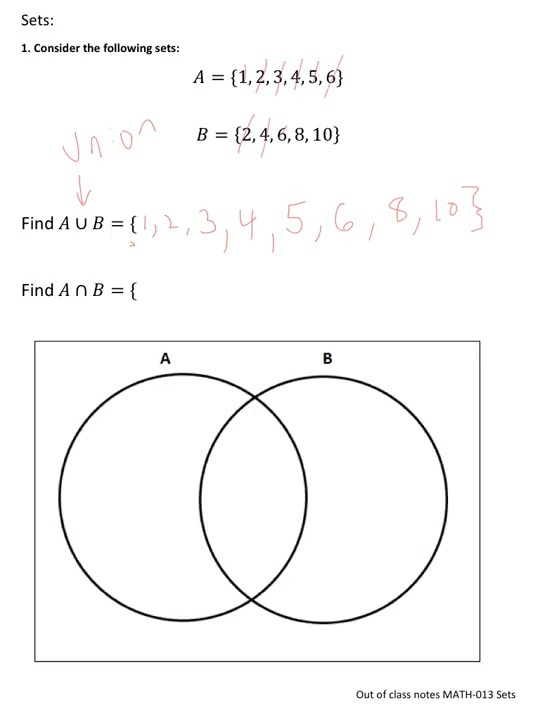 Sets:
1. Consider the following sets:
A = {1, 2, 3, 4, 5, 6}
B = {2, 4, 6, 8, 10}
Union
↓
Find A ∪ B = {1, 2, 3, 4, 5, 6, 8, 10}
Find A ∩ B = {
A B
Out of class notes MATH-013 Sets